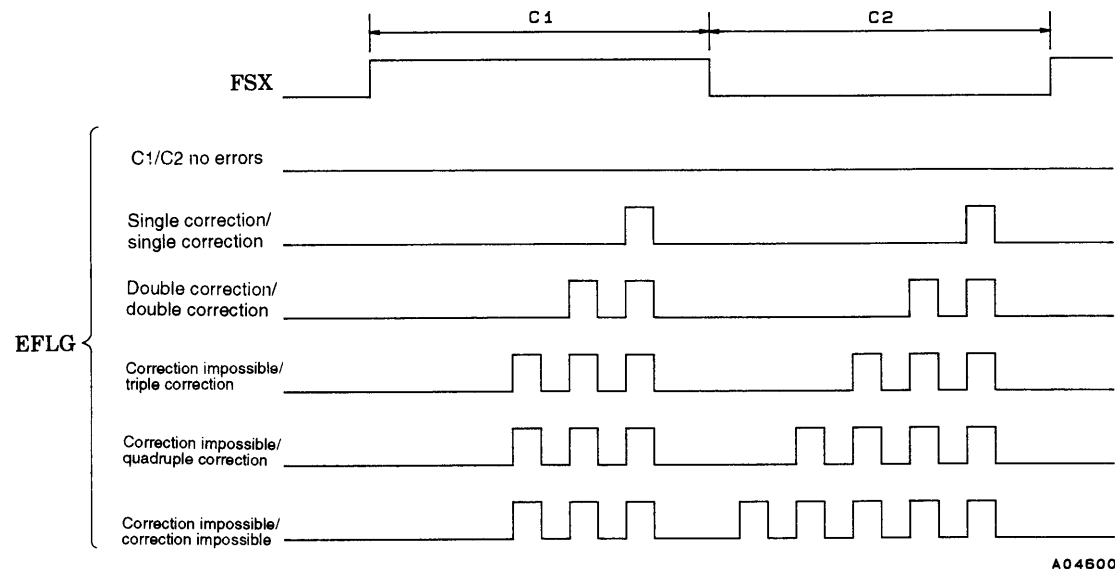 C1
C2
FSX
C1/C2 no errors
Single correction/
single correction
Double correction/
double correction
EFLG
Correction impossible/
triple correction
Correction impossible/
quadruple correction
Correction impossible/
correction impossible
A04600